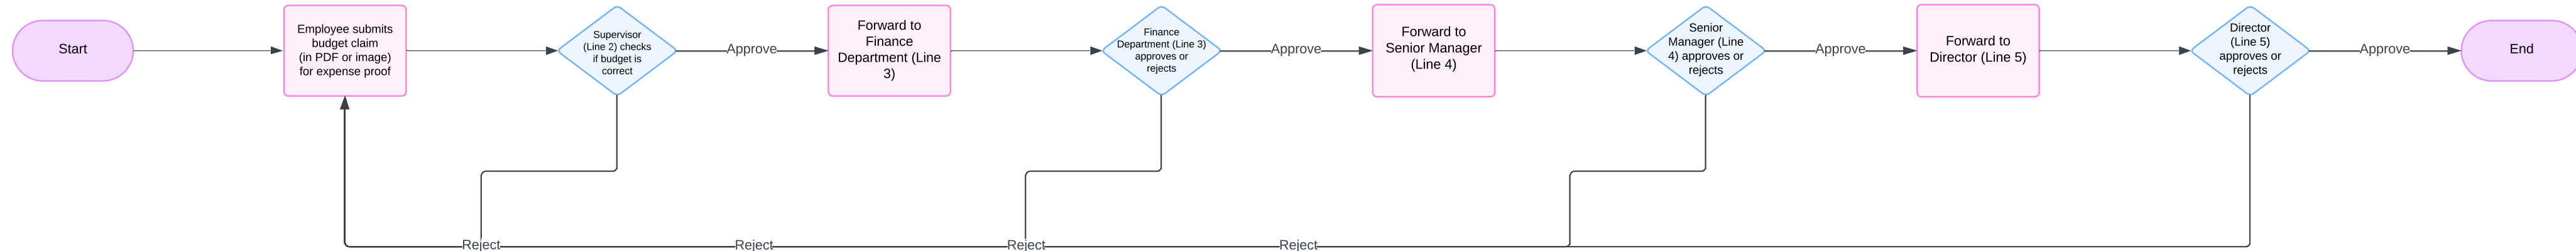 Start
Employee submits
budget claim
(in PDF or image)
for expense proof
Supervisor
(Line 2) checks
if budget is
correct
Approve
Forward to
Finance
Department (Line
3)
Finance
Department (Line 3)
approves or
rejects
Approve
Forward to
Senior Manager
(Line 4)
Senior
Manager (Line
4) approves or
rejects
Approve
Forward to
Director (Line 5)
Director
(Line 5)
approves or
rejects
Approve
End
Reject
Reject
Reject
Reject